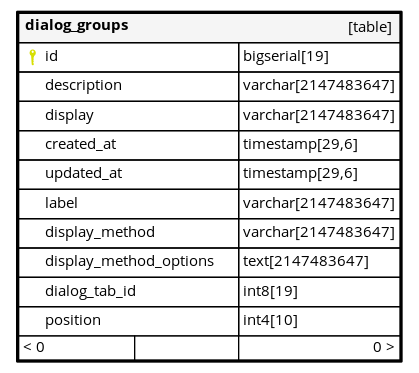 dialog_groups [table]
id bigserial[19]
description varchar[2147483647]
display varchar[2147483647]
created_at timestamp[29,6]
updated_at timestamp[29,6]
label varchar[2147483647]
display_method varchar[2147483647]
display_method_options text[2147483647]
dialog_tab_id int8[19]
position int4[10]
< 0 0 >